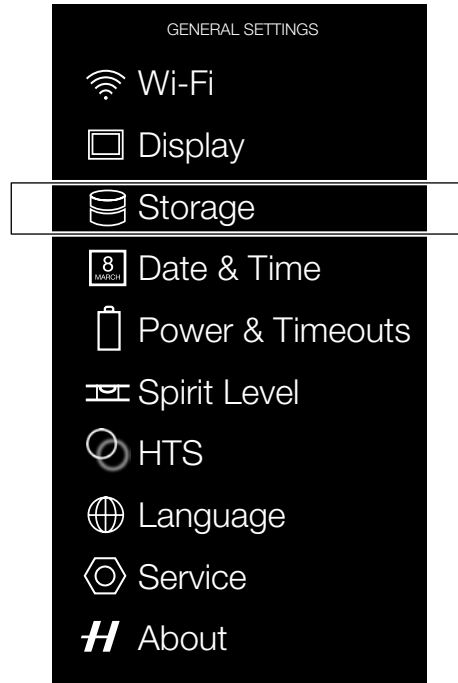 GENERAL SETTINGS
Wi-Fi
Display
Storage
8
MARCH
Date & Time
Power & Timeouts
Spirit Level
HTS
Language
Service
H About